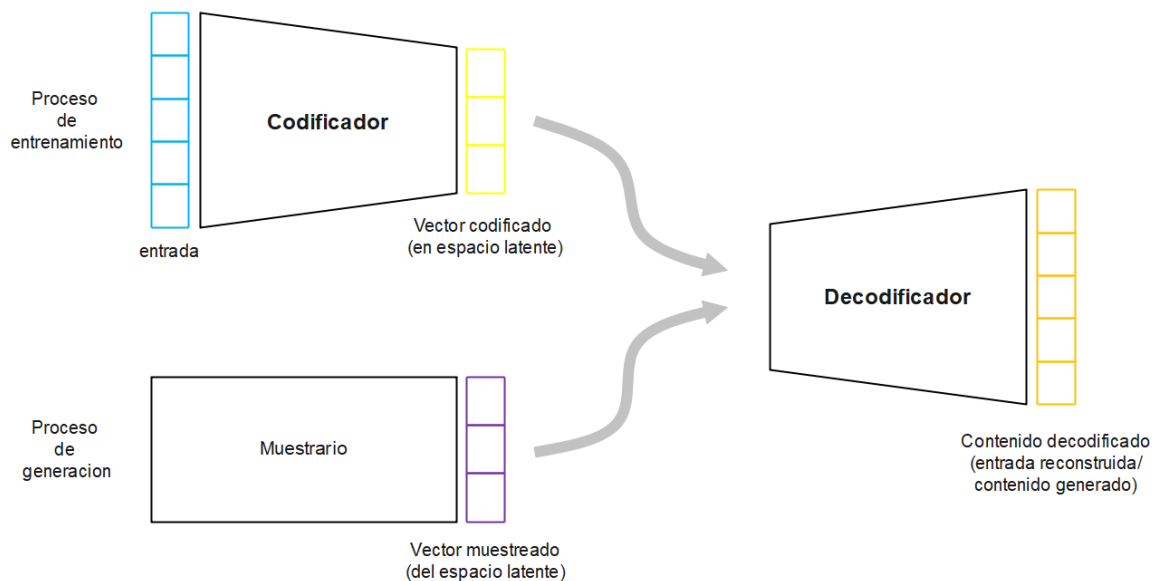 Proceso
de
entrenamiento
Codificador
entrada
Vector codificado
(en espacio latente)
Decodificador
Proceso
de
generacion
Muestrario
Vector muestreado
(del espacio latente)
Contenido decodificado
(entrada reconstruida/
contenido generado)